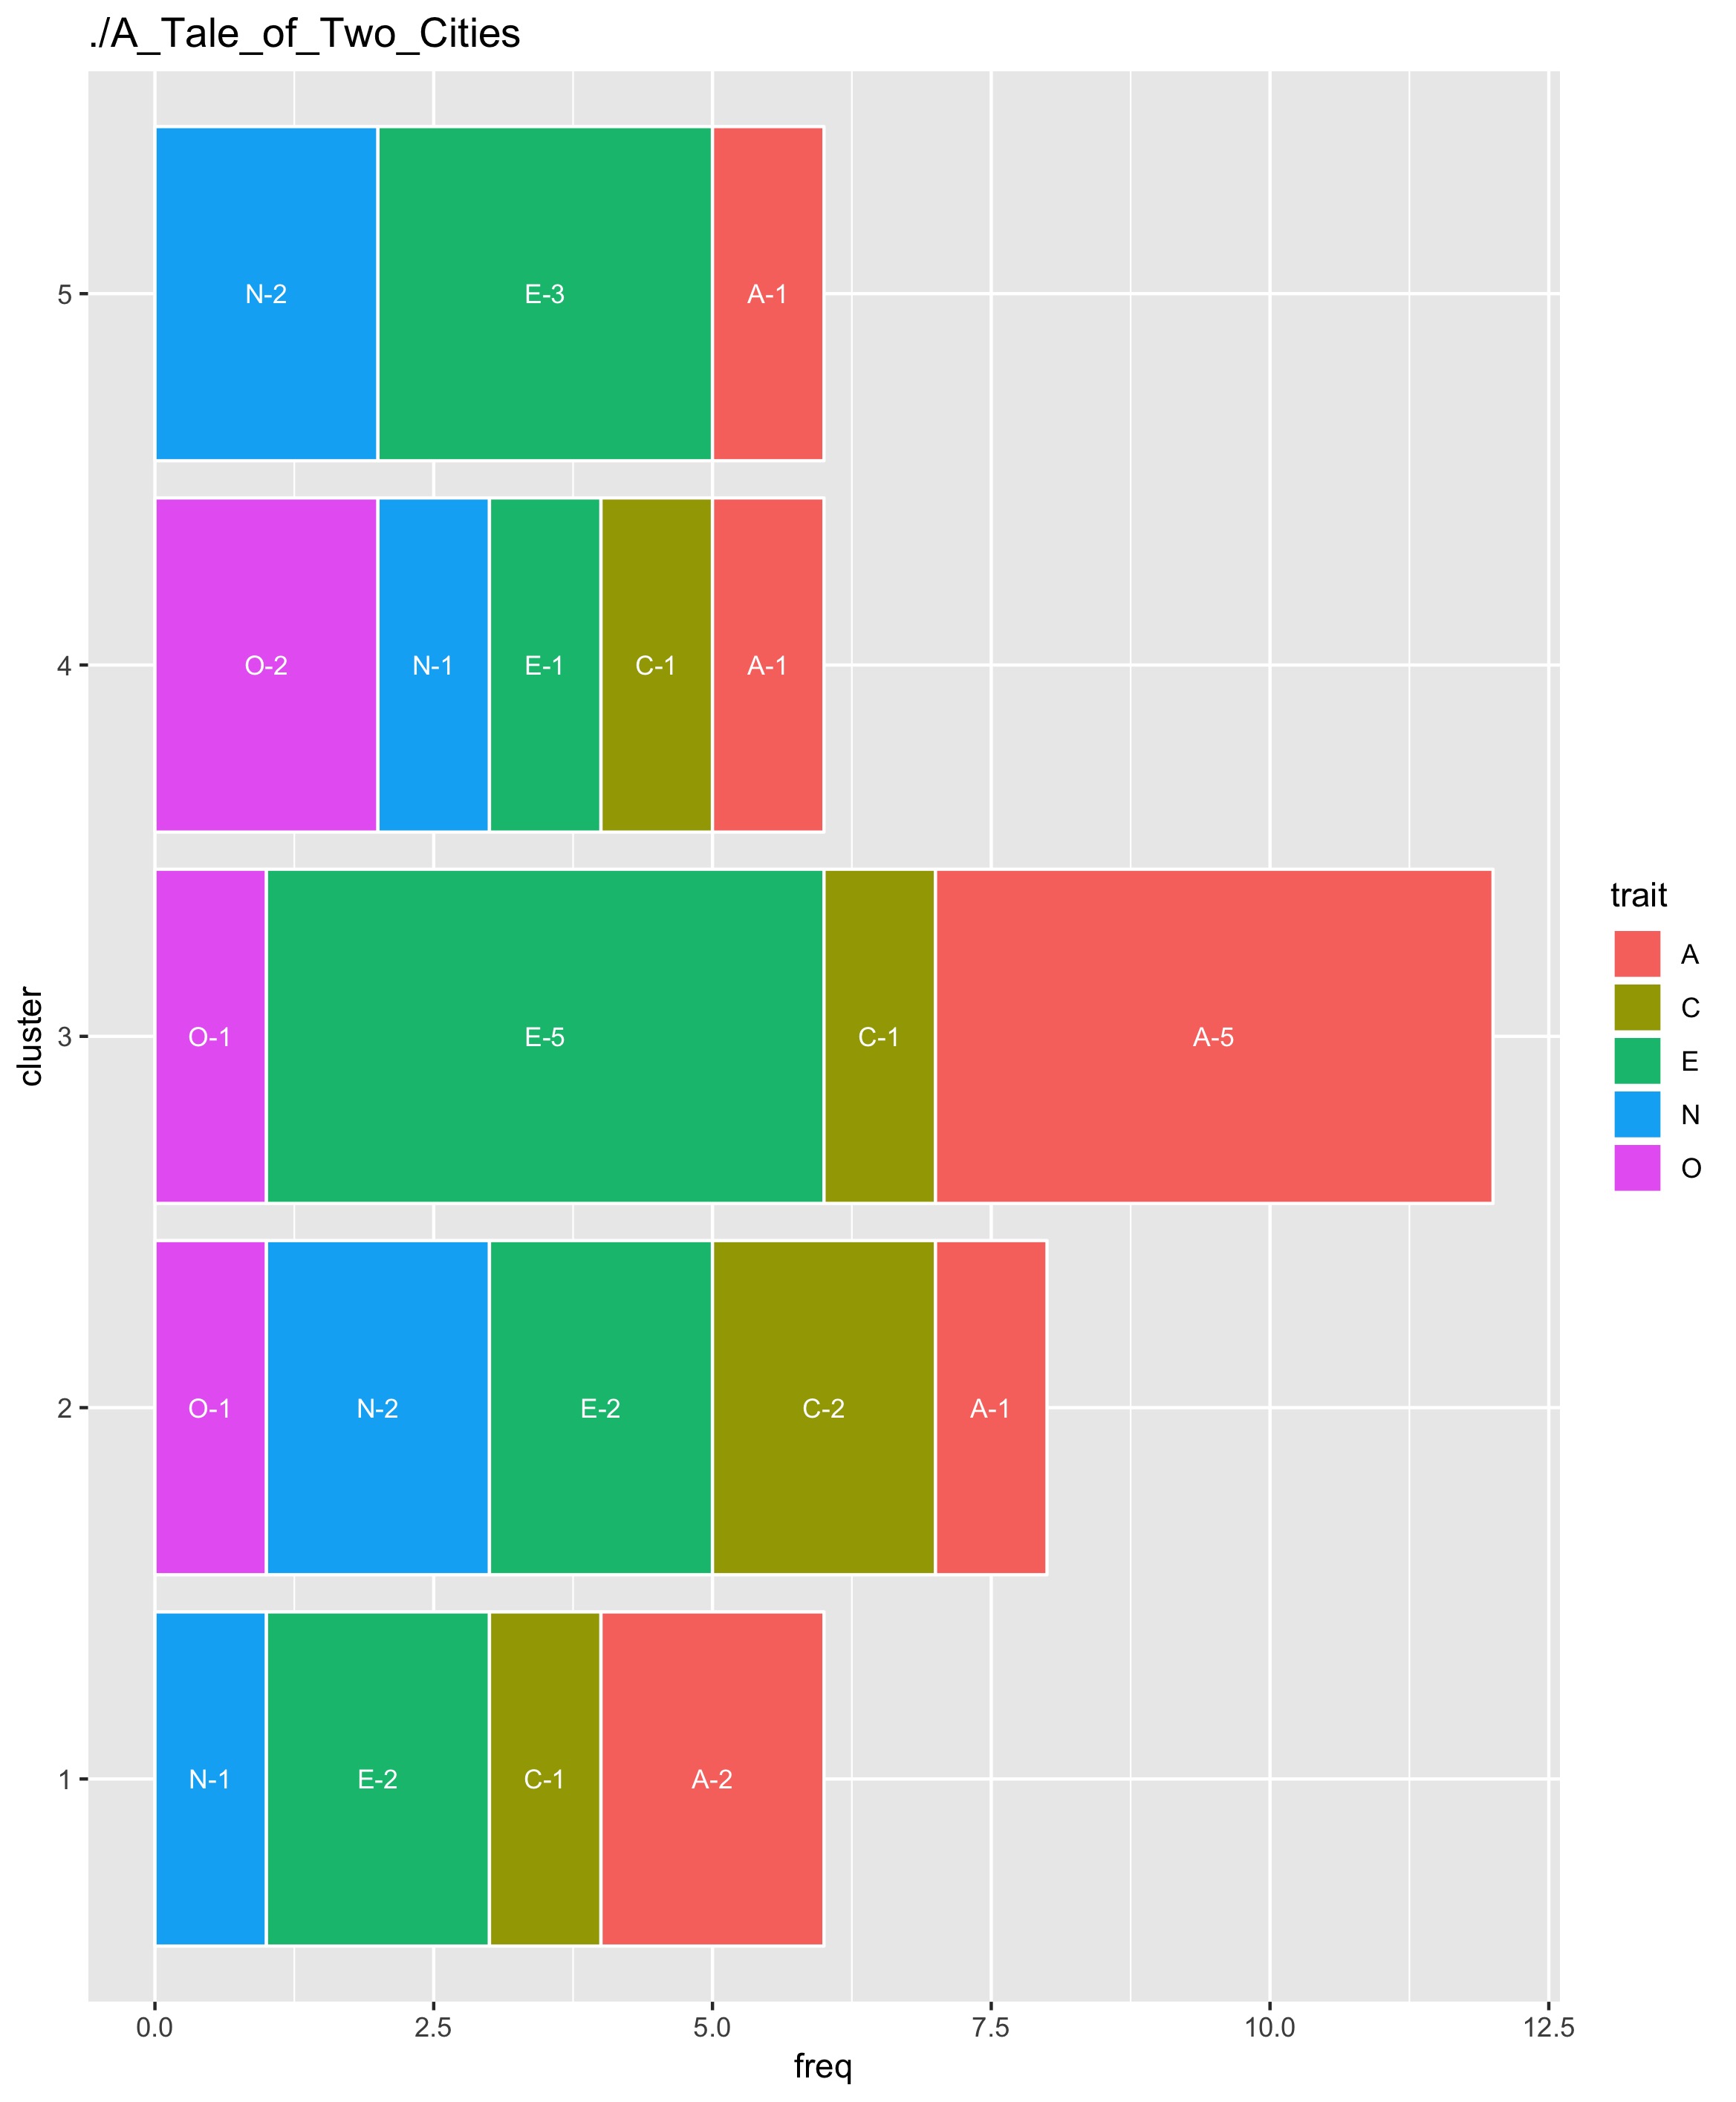 ./A_Tale_of_Two_Cities
cluster
5
N-2 E-3 A-1
4
O-2 N-1 E-1 C-1 A-1
3
O-1 E-5 C-1 A-5
2
O-1 N-2 E-2 C-2 A-1
1
N-1 E-2 C-1 A-2
0.0 2.5 5.0 7.5 10.0 12.5
freq
trait
A
C
E
N
O